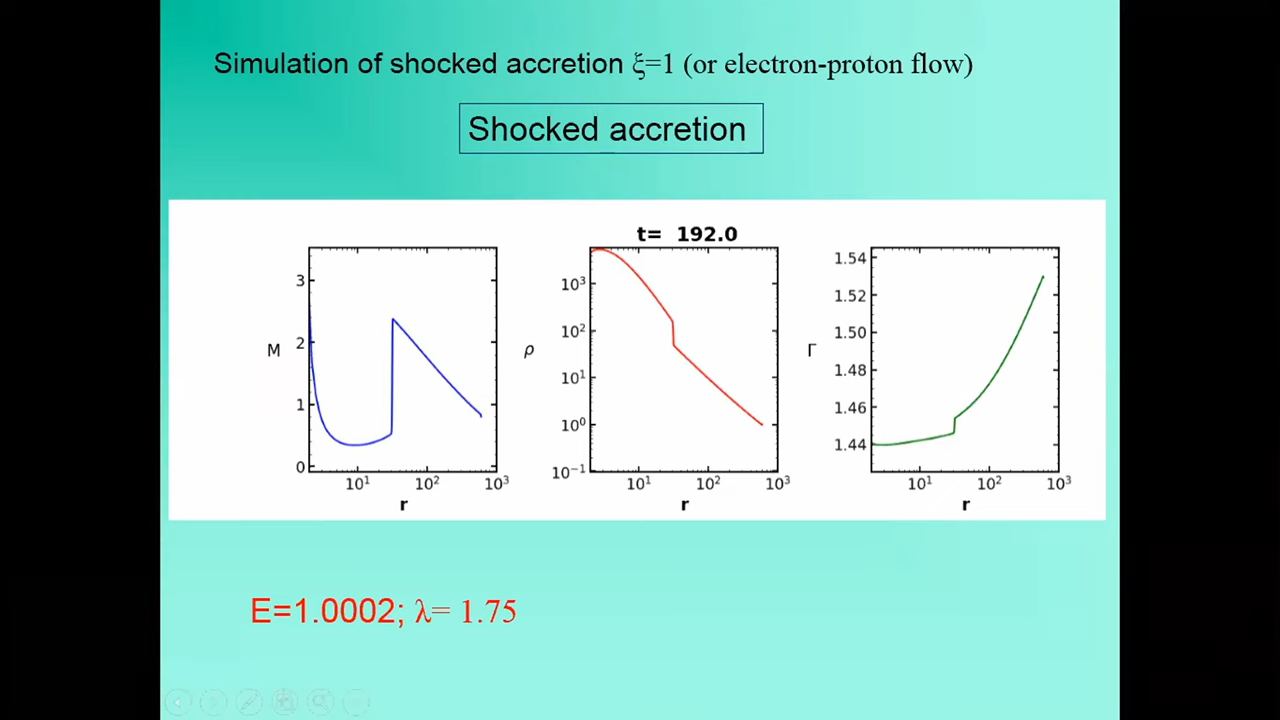 Simulation of shocked accretion ξ=1 (or electron-proton flow)
Shocked accretion
t= 192.0
M
3
2
1
0
10¹ 10² 10³
r
ρ
10³
10²
10¹
10⁰
10⁻¹
10¹ 10² 10³
r
Γ
1.54
1.52
1.50
1.48
1.46
1.44
10¹ 10² 10³
r
E=1.0002; λ= 1.75